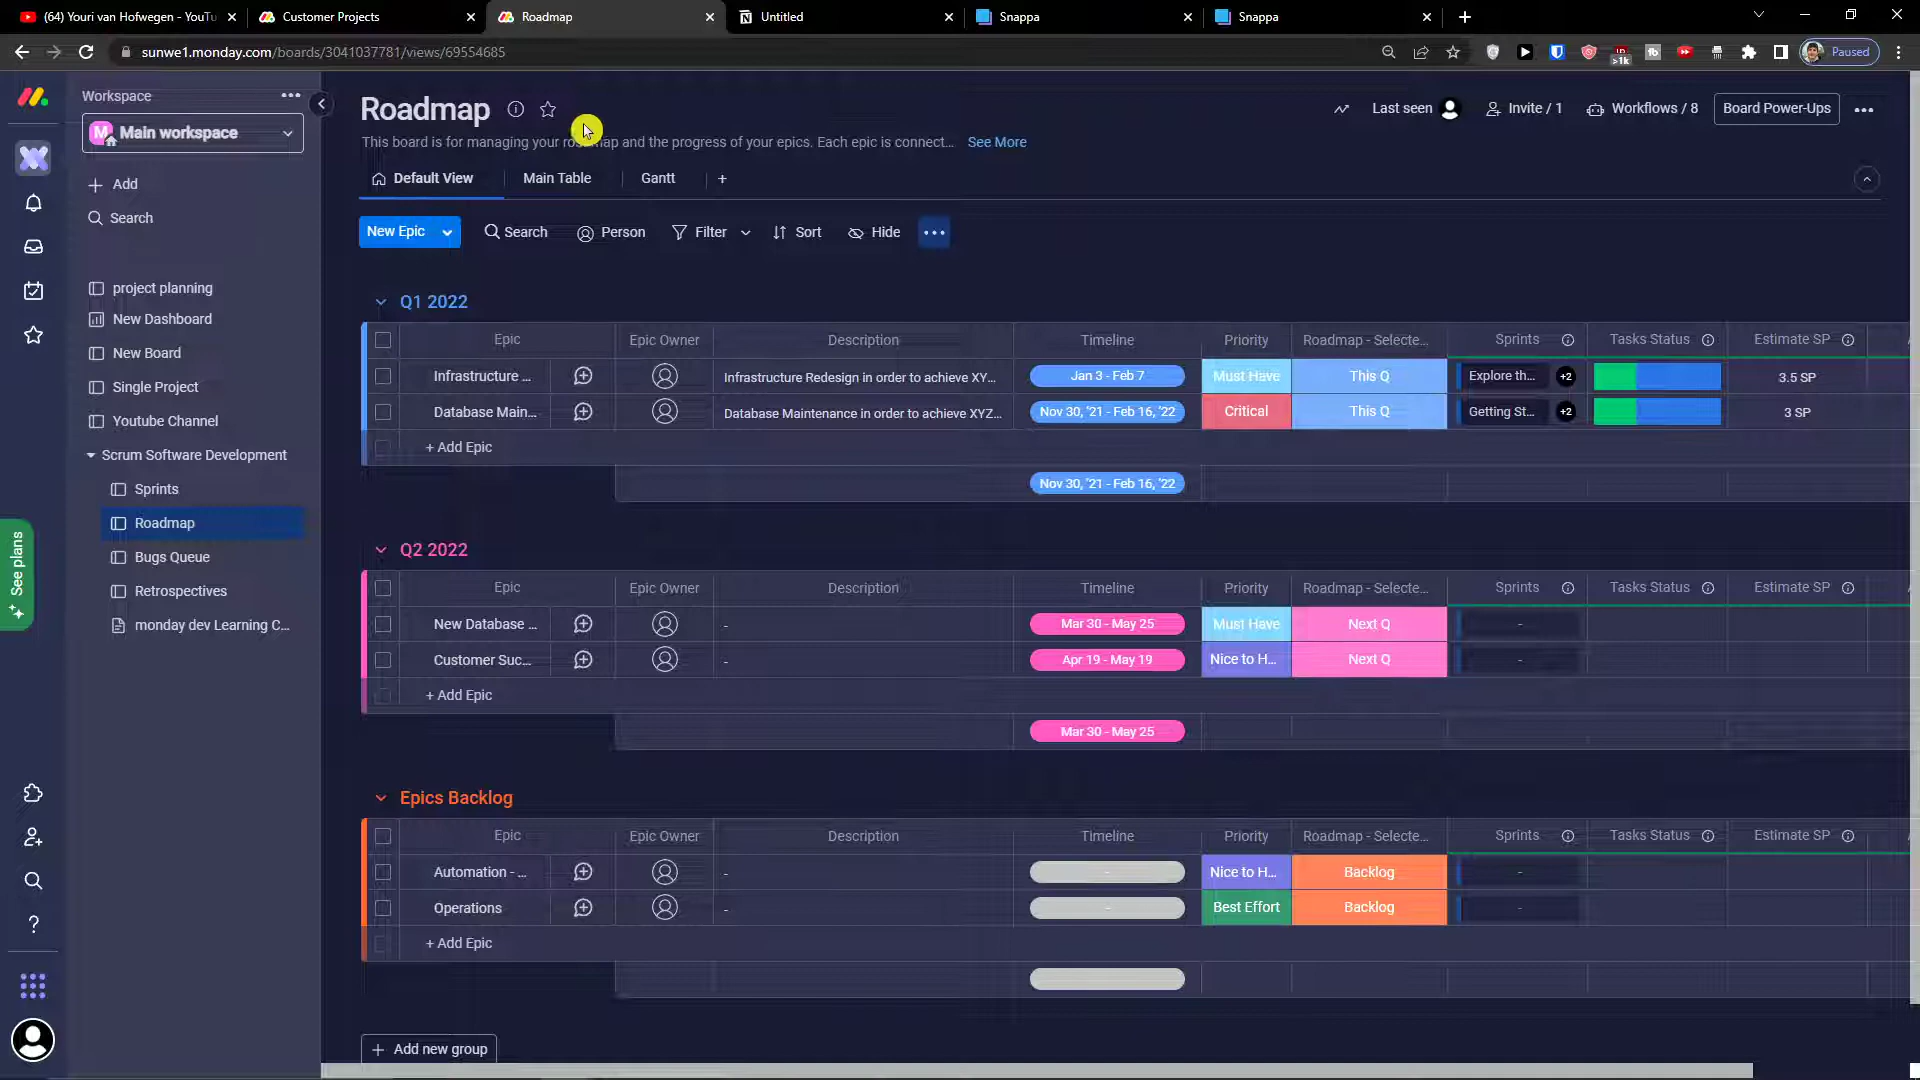 (64) Youri van Hofwegen - YouTu
Customer Projects
Roadmap
Untitled
Snappa
Snappa
sunwe1.monday.com/boards/3041037781/views/69554685
>1k
Paused
Workspace
M
Main workspace
Add
Search
project planning
New Dashboard
New Board
Single Project
Youtube Channel
Scrum Software Development
Sprints
Roadmap
Bugs Queue
Retrospectives
monday dev Learning C...
See plans
Roadmap
Last seen
Invite / 1
Workflows / 8
Board Power-Ups
This board is for managing your roadmap and the progress of your epics. Each epic is connect... See More
Default View
Main Table
Gantt
New Epic
Search
Person
Filter
Sort
Hide
Q1 2022
Epic Epic Owner Description Timeline Priority Roadmap - Selecte... Sprints Tasks Status Estimate SP
Infrastructure ... Infrastructure Redesign in order to achieve XY... Jan 3 - Feb 7 Must Have This Q Explore th... +2 3.5 SP
Database Main... Database Maintenance in order to achieve XYZ... Nov 30, '21 - Feb 16, '22 Critical This Q Getting St... +2 3 SP
+ Add Epic
Nov 30, '21 - Feb 16, '22
Q2 2022
Epic Epic Owner Description Timeline Priority Roadmap - Selecte... Sprints Tasks Status Estimate SP
New Database ... - Mar 30 - May 25 Must Have Next Q -
Customer Suc... - Apr 19 - May 19 Nice to H... Next Q -
+ Add Epic
Mar 30 - May 25
Epics Backlog
Epic Epic Owner Description Timeline Priority Roadmap - Selecte... Sprints Tasks Status Estimate SP
Automation - ... - - Nice to H... Backlog -
Operations - - Best Effort Backlog -
+ Add Epic
Add new group